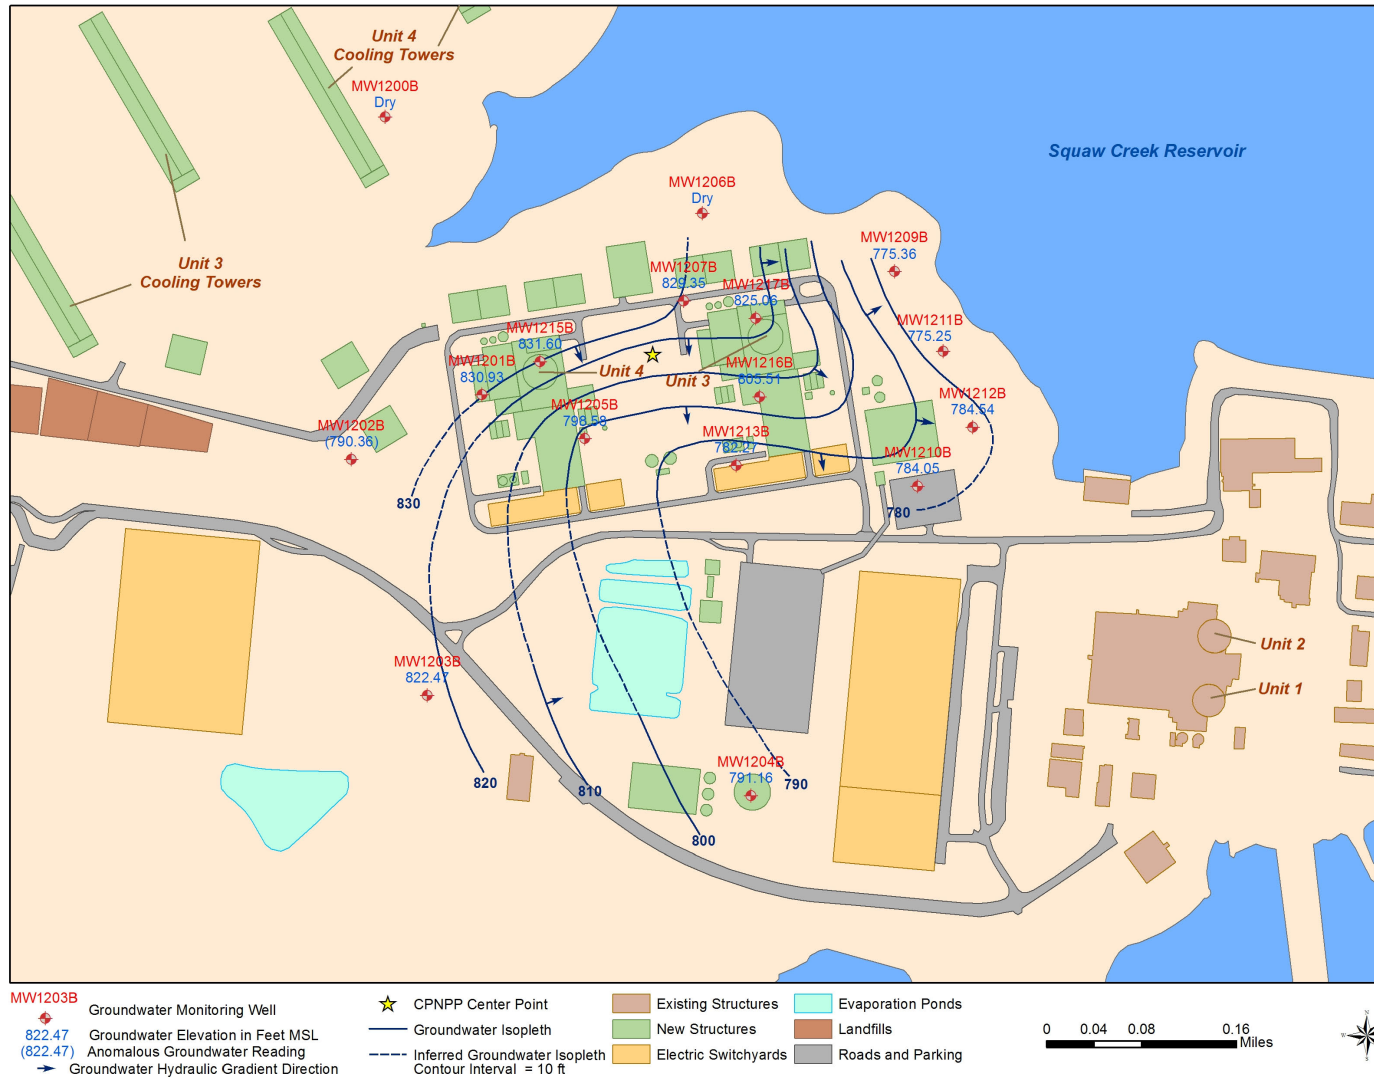 Unit 4
Cooling Towers
MW1200B
Dry
Squaw Creek Reservoir
MW1206B
Dry
Unit 3
Cooling Towers
MW1209B
775.36
MW1207B
829.35
MW1217B
825.06
MW1215B
831.60
MW1211B
775.25
MW1201B
830.93
Unit 4
Unit 3
MW1216B
805.51
MW1212B
784.54
MW1205B
798.58
MW1202B
(790.36)
MW1213B
782.27
MW1210B
784.05
830
780
Unit 2
MW1203B
822.47
Unit 1
MW1204B
791.16
820
810
790
800
MW1203B
Groundwater Monitoring Well
822.47 Groundwater Elevation in Feet MSL
(822.47) Anomalous Groundwater Reading
Groundwater Hydraulic Gradient Direction
CPNPP Center Point
Groundwater Isopleth
Inferred Groundwater Isopleth
Contour Interval = 10 ft
Existing Structures
New Structures
Electric Switchyards
Evaporation Ponds
Landfills
Roads and Parking
0 0.04 0.08 0.16
Miles